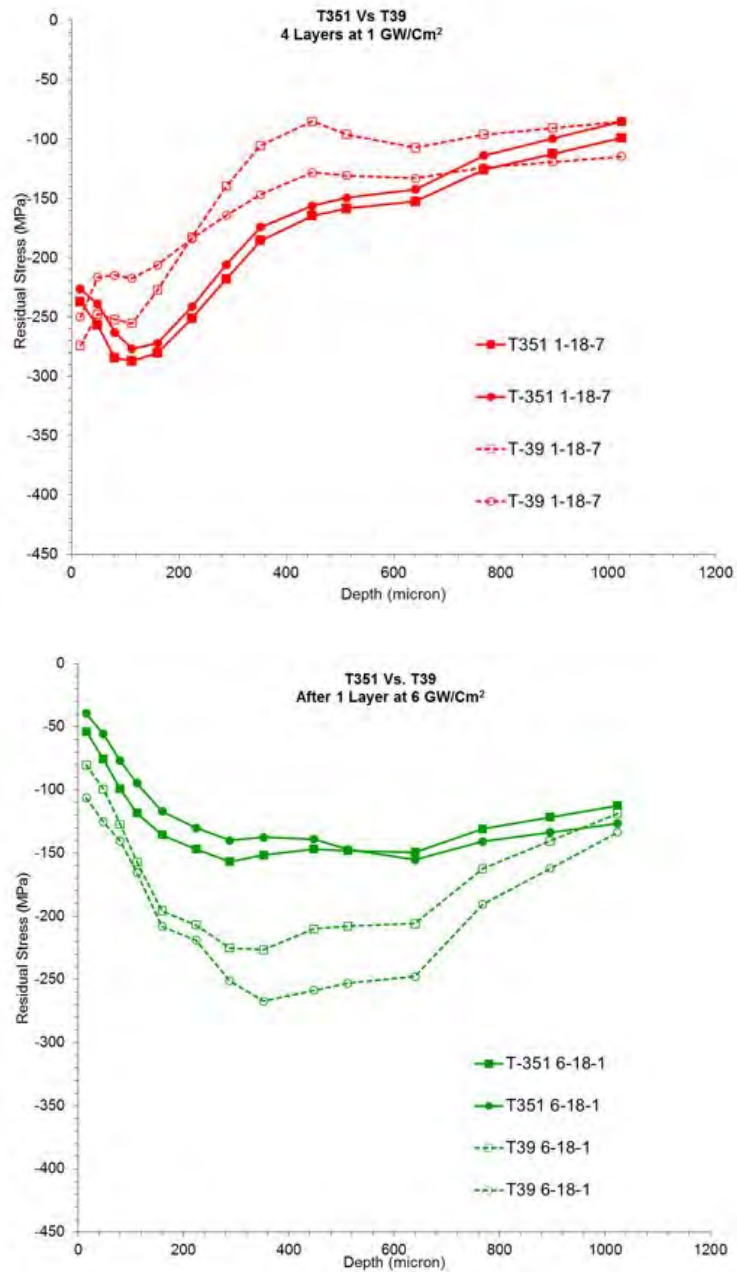 T351 Vs T39
4 Layers at 1 GW/Cm²
0
-50
-100
-150
-200
-250
-300
-350
-400
-450
Residual Stress (MPa)
T351 1-18-7
T-351 1-18-7
T-39 1-18-7
T-39 1-18-7
0 200 400 600 800 1000 1200
Depth (micron)
T351 Vs. T39
After 1 Layer at 6 GW/Cm²
0
-50
-100
-150
-200
-250
-300
-350
-400
-450
Residual Stress (MPa)
T-351 6-18-1
T351 6-18-1
T39 6-18-1
T39 6-18-1
0 200 400 600 800 1000 1200
Depth (micron)